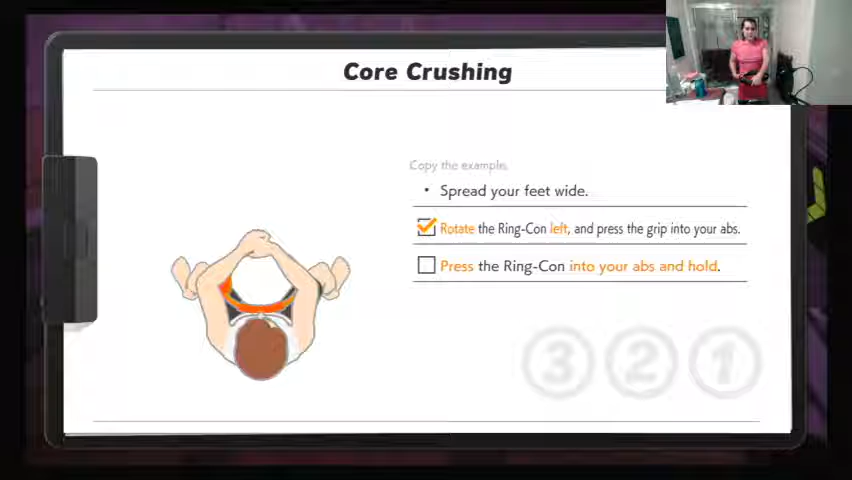 Core Crushing
Copy the example.
• Spread your feet wide.
Rotate the Ring-Con left, and press the grip into your abs.
Press the Ring-Con into your abs and hold.
3 2 1